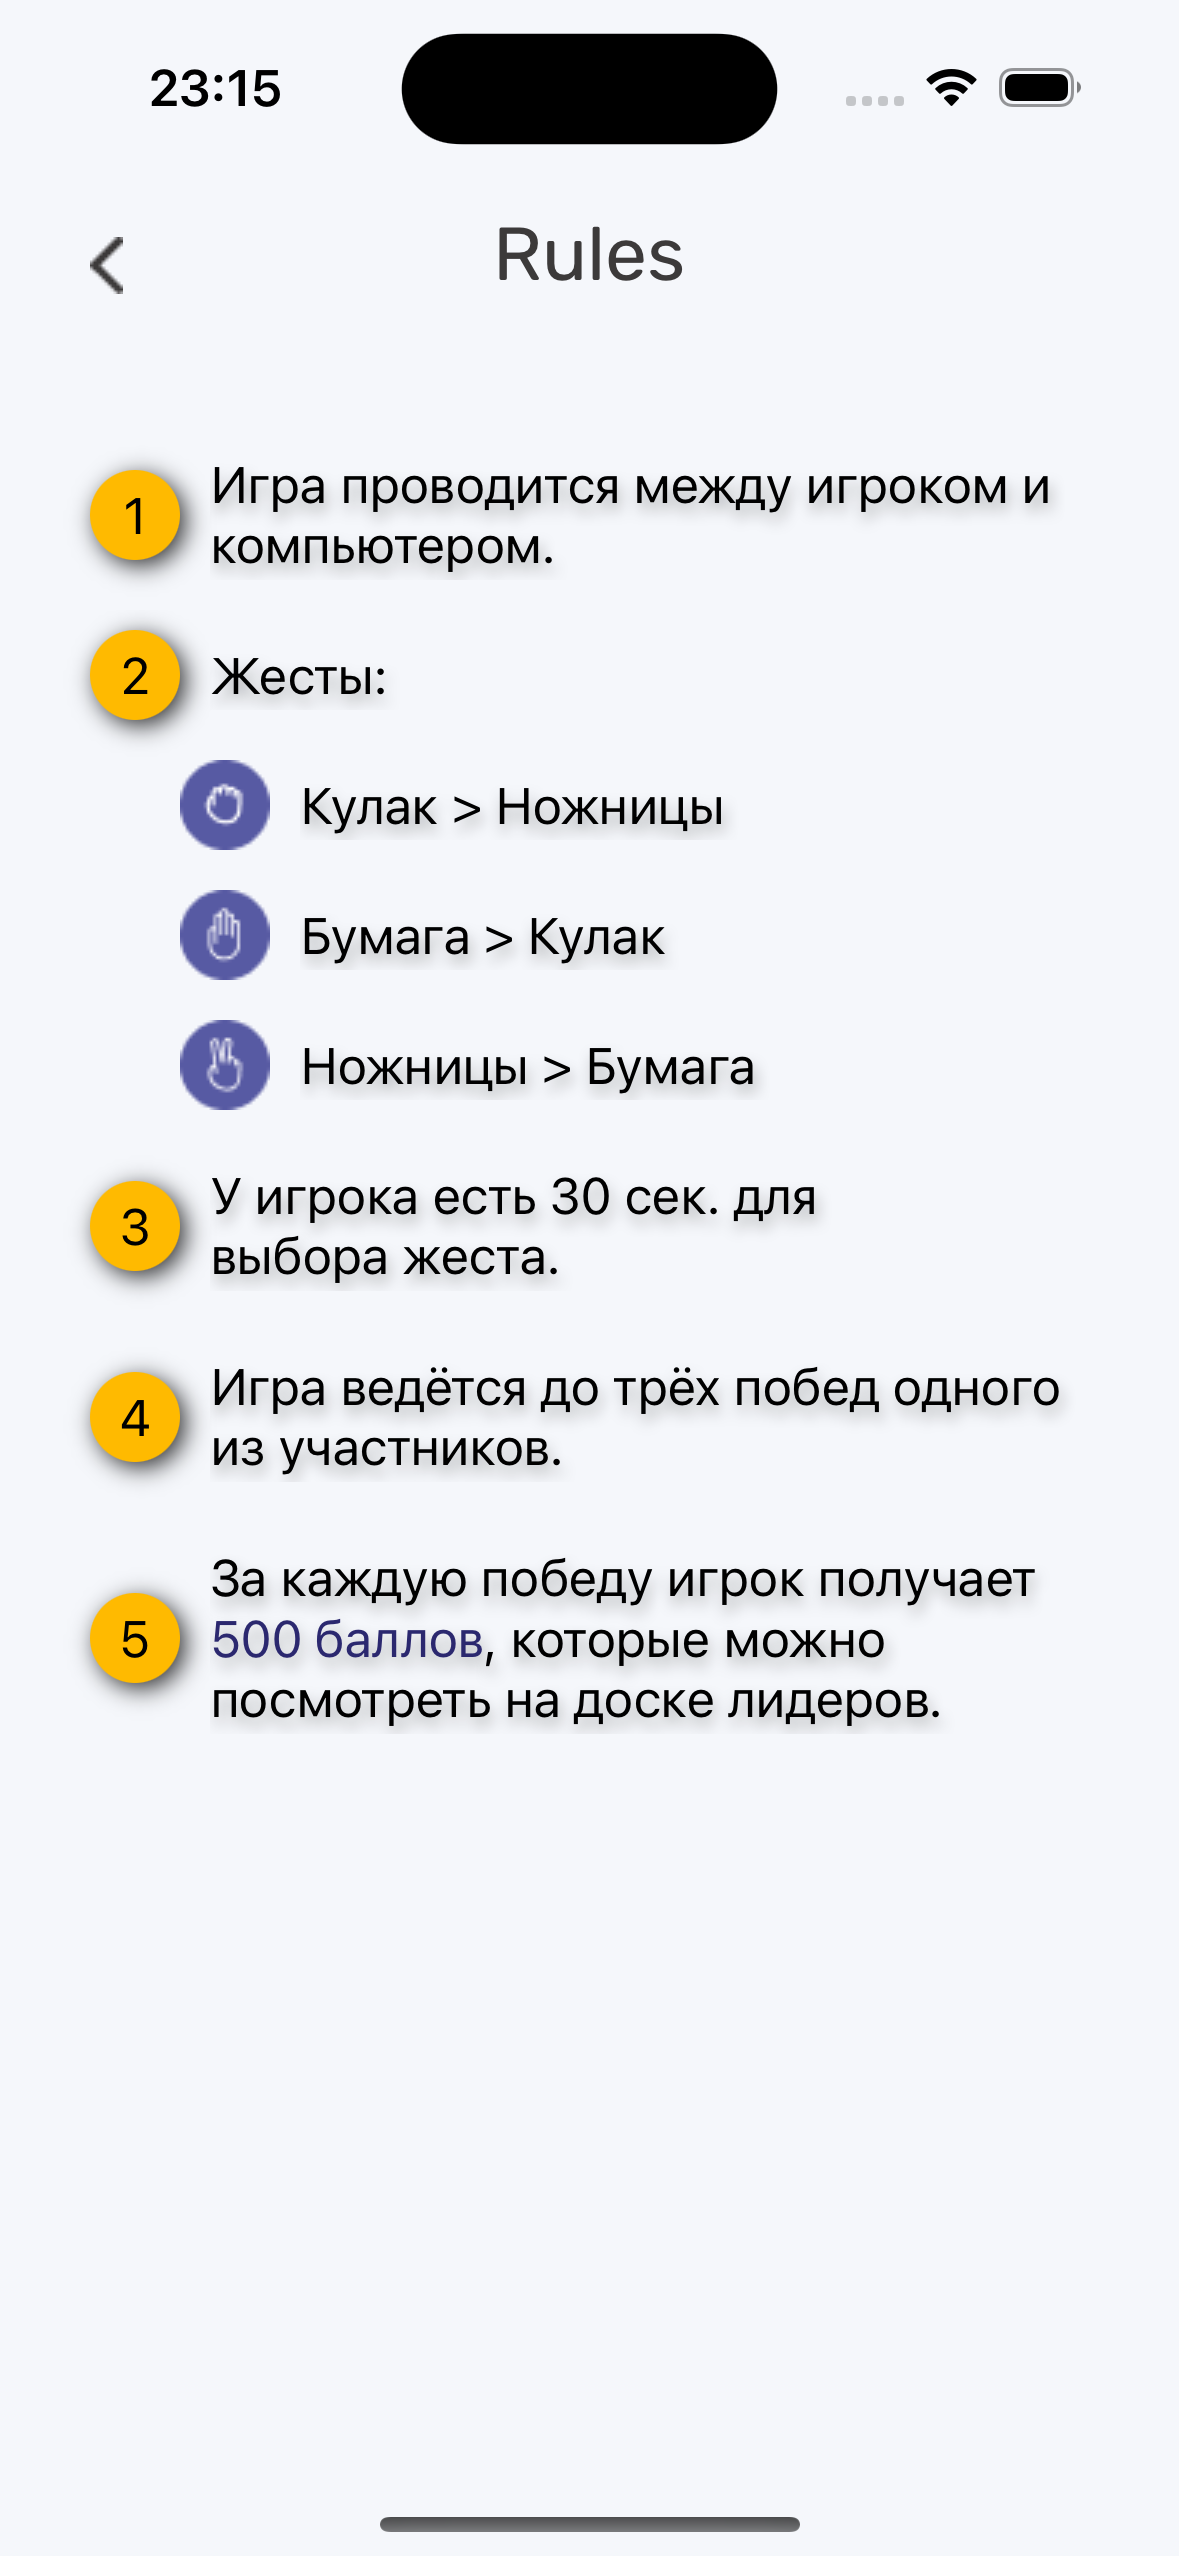 23:15
Rules
1
Игра проводится между игроком и
компьютером.
2
Жесты:
Кулак > Ножницы
Бумага > Кулак
Ножницы > Бумага
3
У игрока есть 30 сек. для
выбора жеста.
4
Игра ведётся до трёх побед одного
из участников.
5
За каждую победу игрок получает
500 баллов, которые можно
посмотреть на доске лидеров.